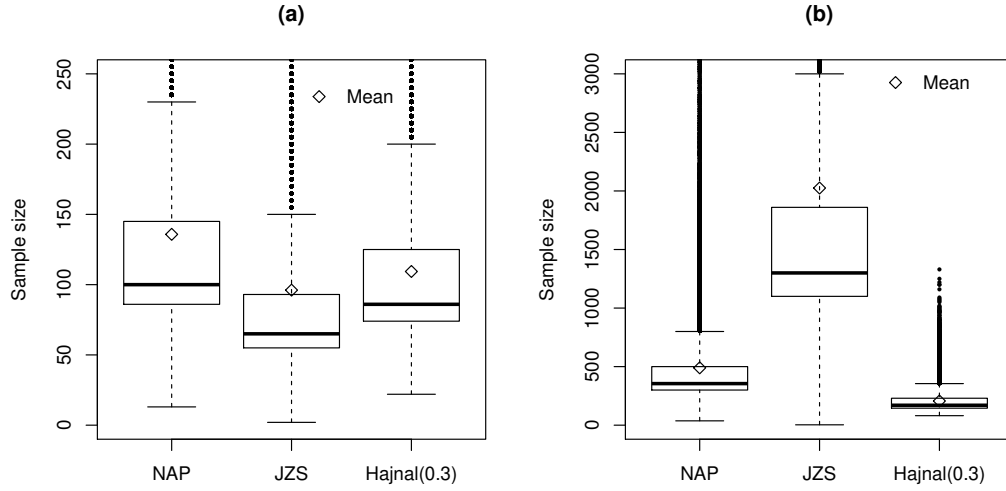 (a)
Sample size
250
200
150
100
50
0
Mean
NAP
JZS
Hajnal(0.3)
(b)
Sample size
3000
2500
2000
1500
1000
500
0
Mean
NAP
JZS
Hajnal(0.3)